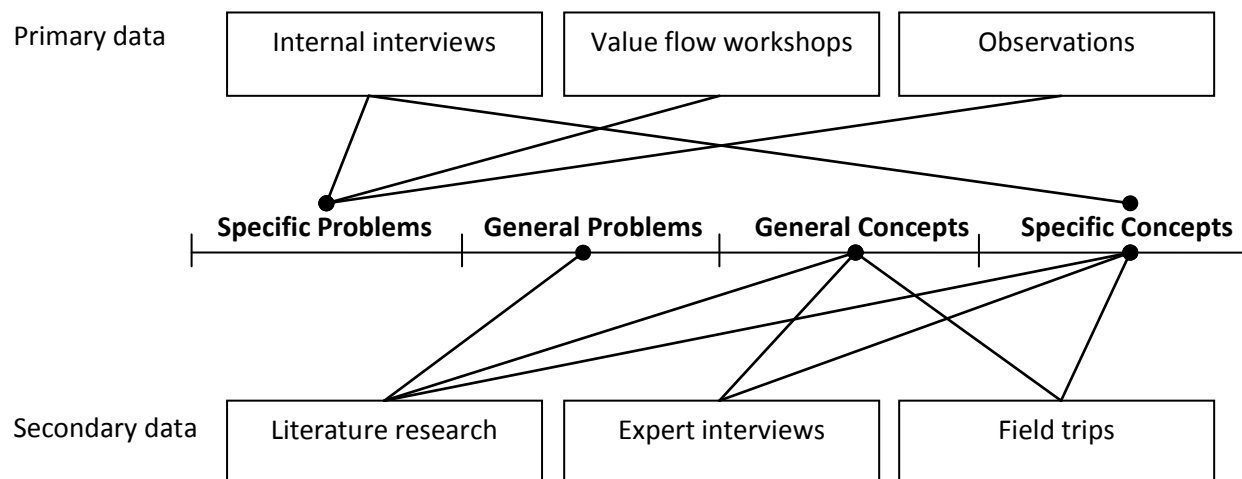 Primary data
Internal interviews
Value flow workshops
Observations
Specific Problems
General Problems
General Concepts
Specific Concepts
Secondary data
Literature research
Expert interviews
Field trips